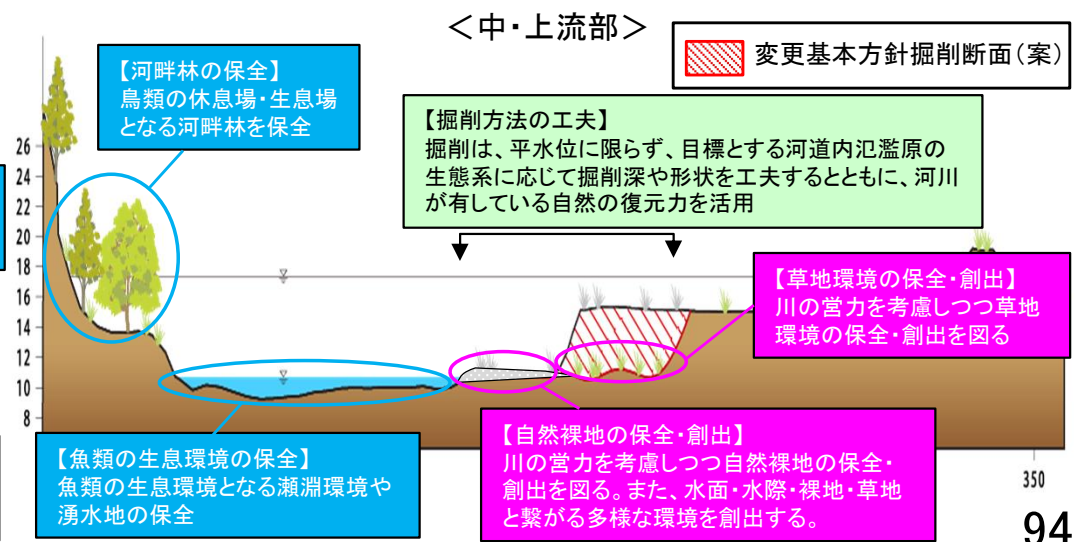 ＜中・上流部＞
変更基本方針掘削断面(案)
【河畔林の保全】
鳥類の休息場・生息場
となる河畔林を保全
【掘削方法の工夫】
掘削は、平水位に限らず、目標とする河道内氾濫原の
生態系に応じて掘削深や形状を工夫するとともに、河川
が有している自然の復元力を活用
26
24
22
20
18
16
14
12
10
8
【草地環境の保全・創出】
川の営力を考慮しつつ草地
環境の保全・創出を図る
【魚類の生息環境の保全】
魚類の生息環境となる瀬淵環境や
湧水地の保全
【自然裸地の保全・創出】
川の営力を考慮しつつ自然裸地の保全・
創出を図る。また、水面・水際・裸地・草地
と繋がる多様な環境を創出する。
350
94